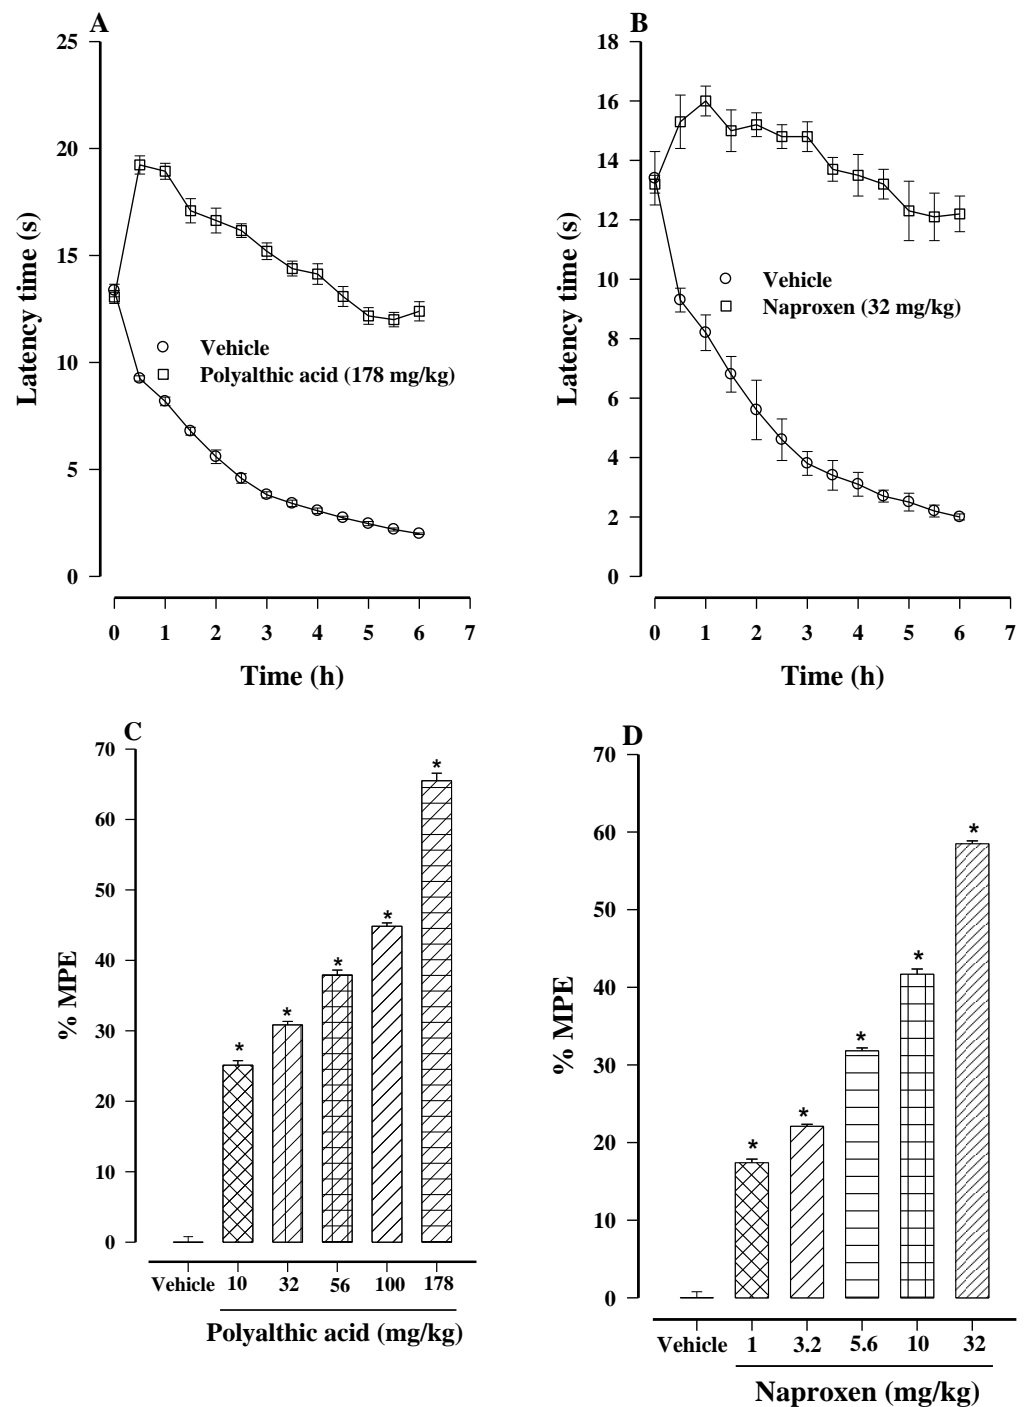 A
25
20
15
10
5
0
Latency time (s)
Vehicle
Polyalthic acid (178 mg/kg)
0 1 2 3 4 5 6 7
Time (h)
B
18
16
14
12
10
8
6
4
2
0
Latency time (s)
Vehicle
Naproxen (32 mg/kg)
0 1 2 3 4 5 6 7
Time (h)
C
70
60
50
40
30
20
10
0
% MPE
* * * * *
Vehicle 10 32 56 100 178
Polyalthic acid (mg/kg)
D
70
60
50
40
30
20
10
0
% MPE
* * * * *
Vehicle 1 3.2 5.6 10 32
Naproxen (mg/kg)